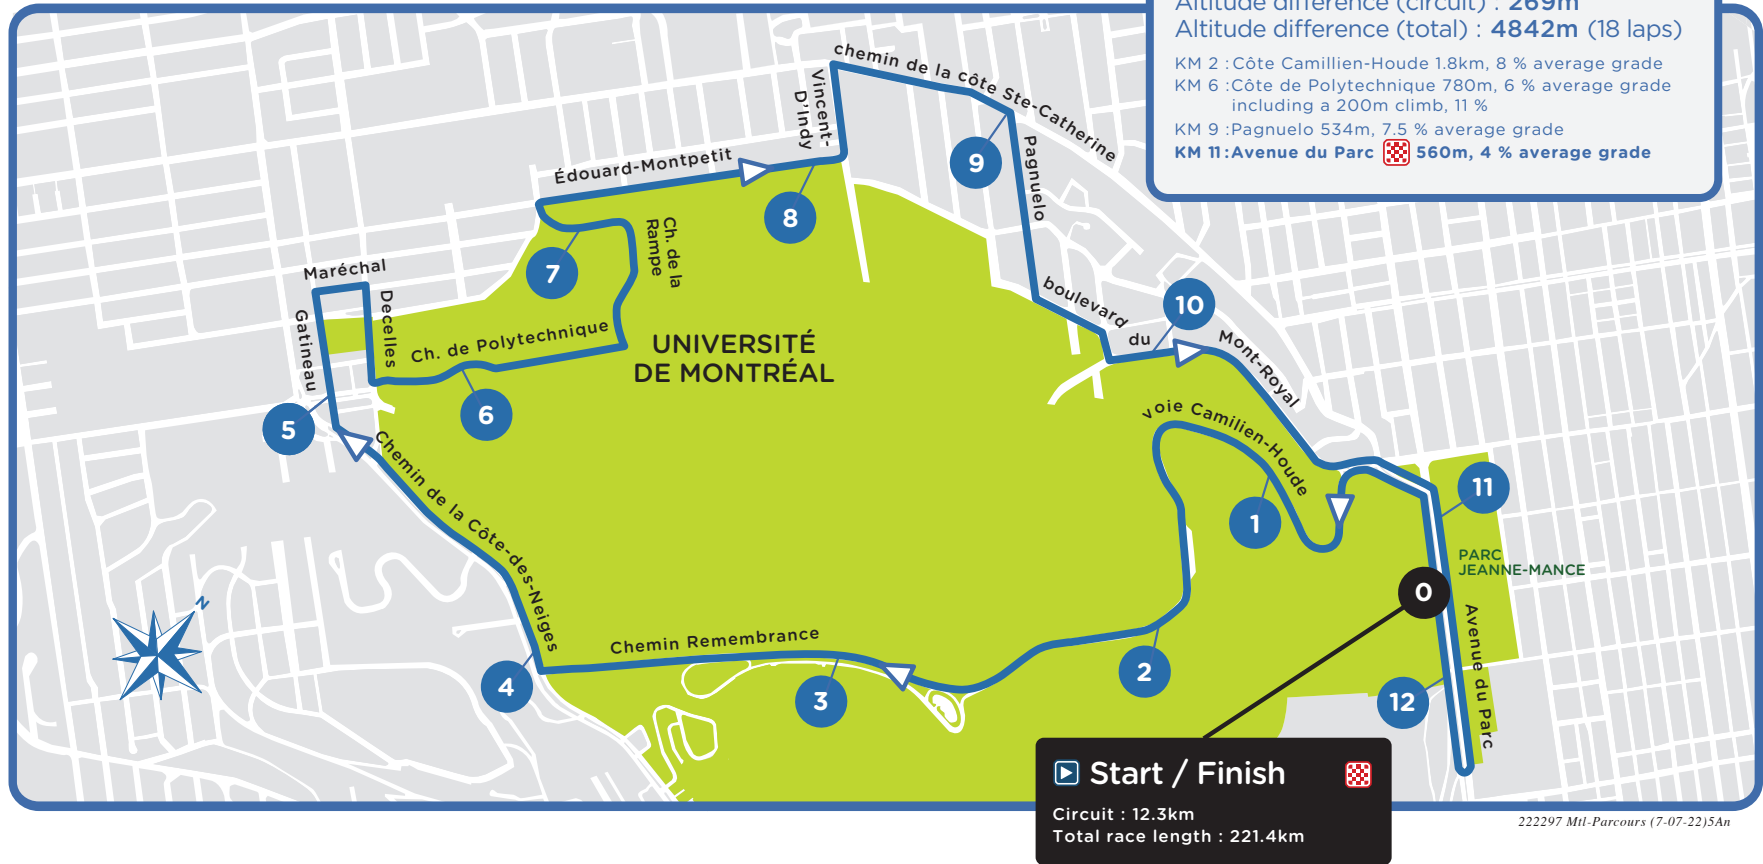 Altitude difference (circuit) : 269m
Altitude difference (total) : 4842m (18 laps)
KM 2 : Côte Camillien-Houde 1.8km, 8 % average grade
KM 6 : Côte de Polytechnique 780m, 6 % average grade
including a 200m climb, 11 %
KM 9 : Pagnuelo 534m, 7.5 % average grade
KM 11 : Avenue du Parc 560m, 4 % average grade
chemin de la côte Ste-Catherine
Vincent-
D'Indy
Édouard-Montpetit
9
Pagnuelo
8
Ch. de la
Rampe
7
Maréchal
Decelles
Gatineau
Ch. de Polytechnique
UNIVERSITÉ
DE MONTRÉAL
boulevard
du
Mont-Royal
10
6
5
voie Camilien-Houde
Chemin de la Côte-des-Neiges
1
11
PARC
JEANNE-MANCE
0
Avenue du Parc
N
Chemin Remembrance
4
3
2
12
Start / Finish
Circuit : 12.3km
Total race length : 221.4km
222297 Mtl-Parcours (7-07-22)5An